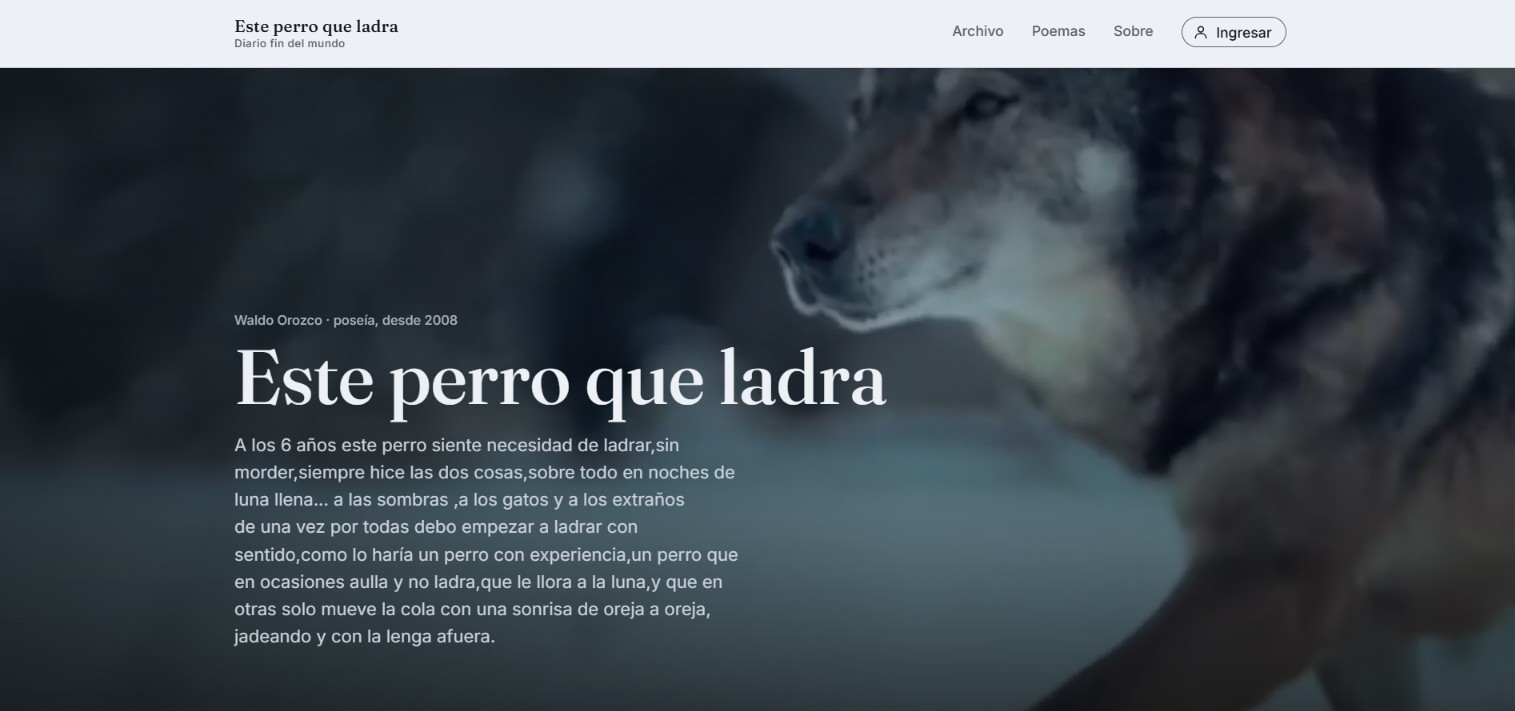 Este perro que ladra
Diario fin del mundo
Archivo
Poemas
Sobre
Ingresar
Waldo Orozco · poseía, desde 2008
Este perro que ladra
A los 6 años este perro siente necesidad de ladrar,sin
morder,siempre hice las dos cosas,sobre todo en noches de
luna llena... a las sombras ,a los gatos y a los extraños
de una vez por todas debo empezar a ladrar con
sentido,como lo haría un perro con experiencia,un perro que
en ocasiones aulla y no ladra,que le llora a la luna,y que en
otras solo mueve la cola con una sonrisa de oreja a oreja,
jadeando y con la lenga afuera.